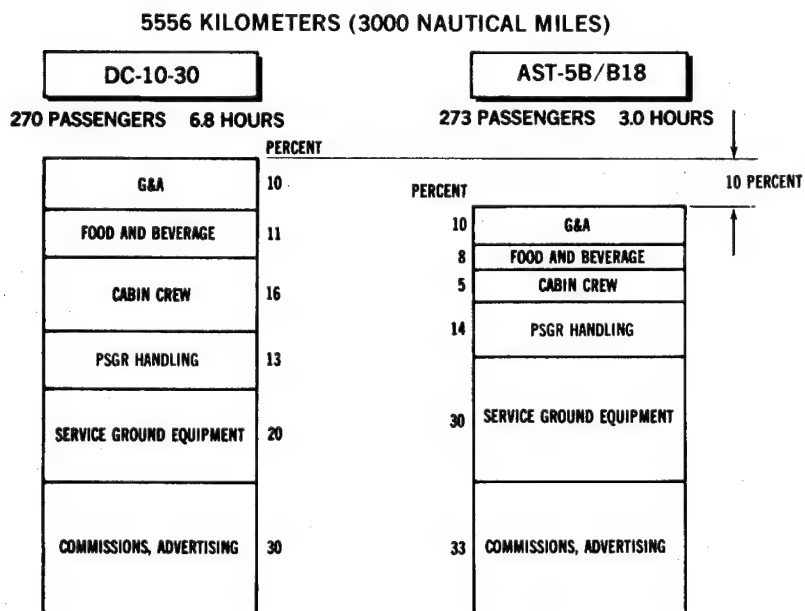 5556 KILOMETERS (3000 NAUTICAL MILES)
DC-10-30
AST-5B/B18
270 PASSENGERS 6.8 HOURS
273 PASSENGERS 3.0 HOURS
PERCENT
G&A 10
FOOD AND BEVERAGE 11
CABIN CREW 16
PSGR HANDLING 13
SERVICE GROUND EQUIPMENT 20
COMMISSIONS, ADVERTISING 30
10 PERCENT
PERCENT
10 G&A
8 FOOD AND BEVERAGE
5 CABIN CREW
14 PSGR HANDLING
30 SERVICE GROUND EQUIPMENT
33 COMMISSIONS, ADVERTISING